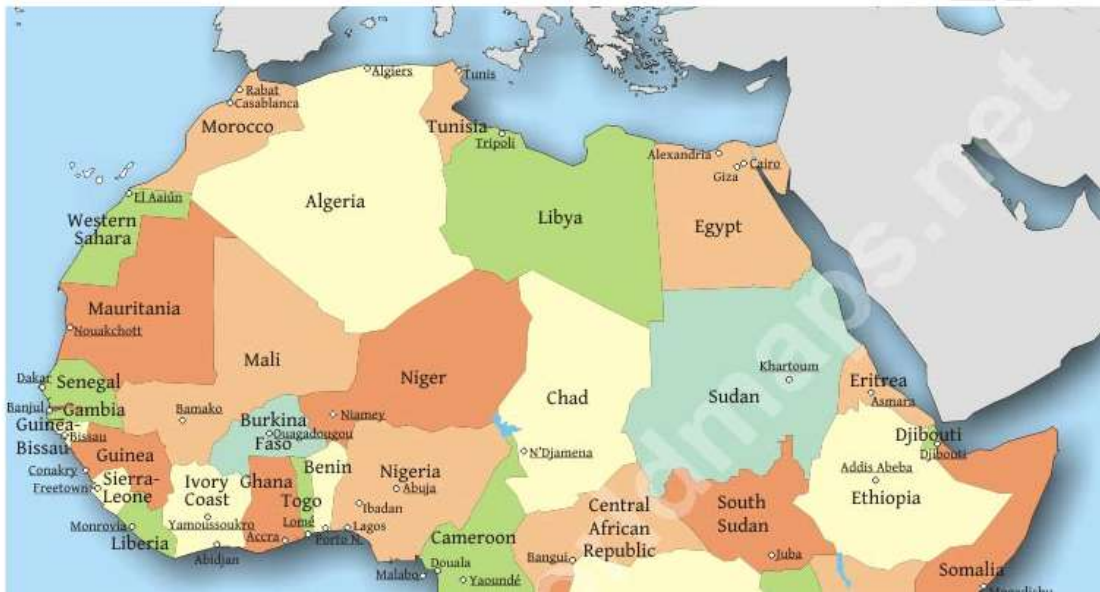 Algiers
Tunis
Rabat
Casablanca
Morocco
Tunisia
Tripoli
Alexandria
Cairo
Giza
El Aaiún
Algeria
Libya
Egypt
Western
Sahara
Mauritania
Nouakchott
Mali
Niger
Chad
Sudan
Khartoum
Eritrea
Asmara
Dakar
Senegal
Banjul
Gambia
Bamako
Burkina
Faso
Ouagadougou
Niamey
Guinea-
Bissau
Bissau
Guinea
Conakry
Freetown
Sierra-
Leone
Ivory
Coast
Yamoussoukro
Ghana
Togo
Benin
Nigeria
Abuja
Ibadan
Lagos
Lomé
Porto N.
Accra
Abidjan
Monrovia
Liberia
N'Djamena
Cameroon
Douala
Malabo
Yaoundé
Central
African
Republic
Bangui
South
Sudan
Juba
Djibouti
Djibouti
Addis Abeba
Ethiopia
Somalia